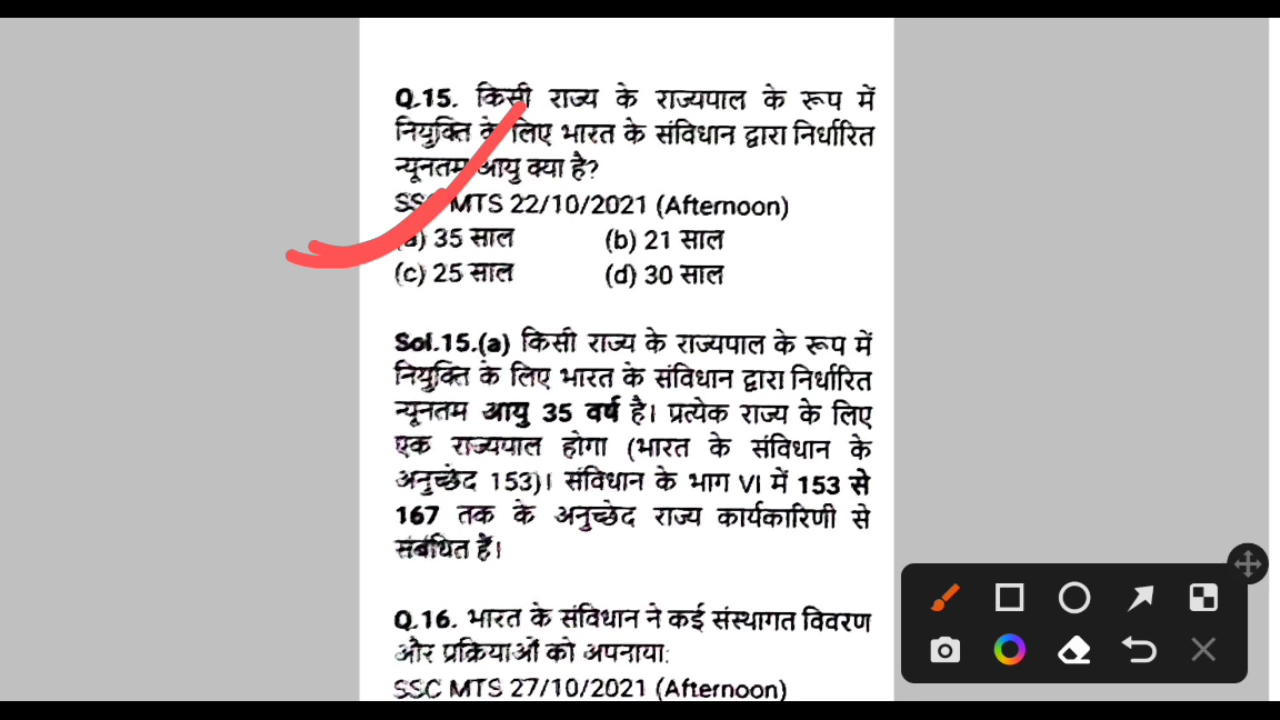 Q.15. किसी राज्य के राज्यपाल के रूप में
नियुक्ति के लिए भारत के संविधान द्वारा निर्धारित
न्यूनतम आयु क्या है?
SSC MTS 22/10/2021 (Afternoon)
(a) 35 साल (b) 21 साल
(c) 25 साल (d) 30 साल
Sol.15.(a) किसी राज्य के राज्यपाल के रूप में
नियुक्ति के लिए भारत के संविधान द्वारा निर्धारित
न्यूनतम आयु 35 वर्ष है। प्रत्येक राज्य के लिए
एक राज्यपाल होगा (भारत के संविधान के
अनुच्छेद 153)। संविधान के भाग VI में 153 से
167 तक के अनुच्छेद राज्य कार्यकारिणी से
संबंधित हैं।
Q.16. भारत के संविधान ने कई संस्थागत विवरण
और प्रक्रियाओं को अपनाया:
SSC MTS 27/10/2021 (Afternoon)